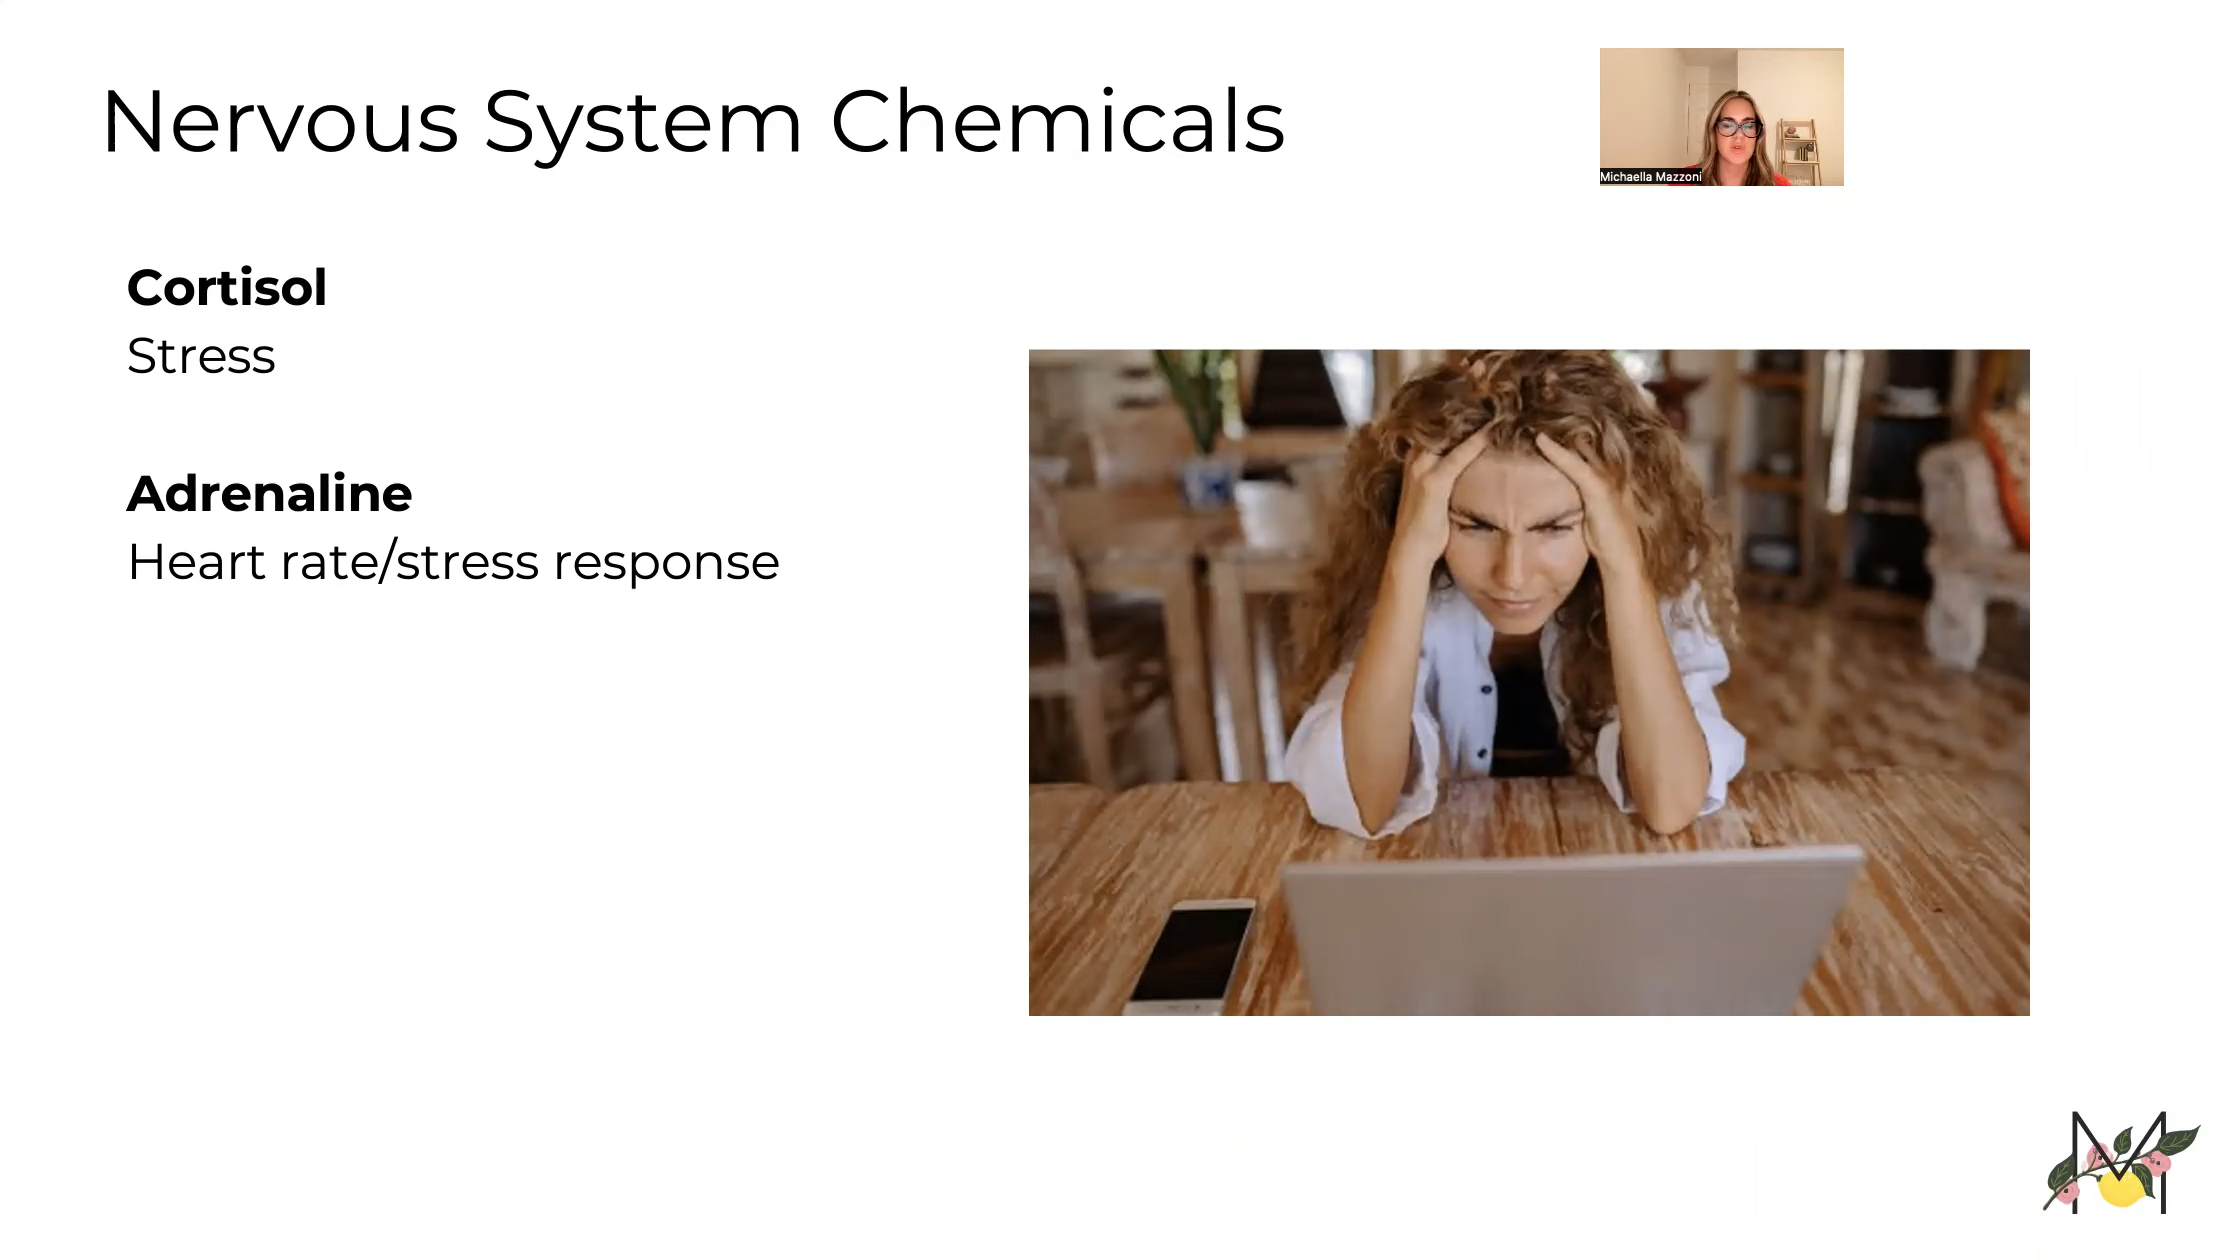 Nervous System Chemicals
Michaella Mazzoni
Cortisol
Stress
Adrenaline
Heart rate/stress response
M